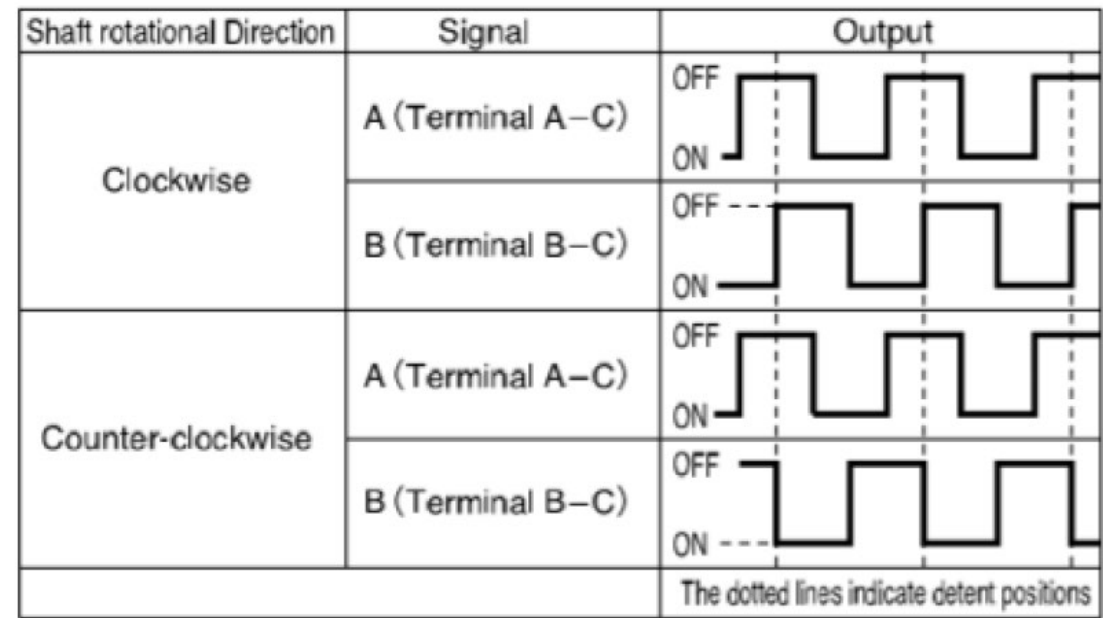 Shaft rotational Direction Signal Output
Clockwise
A (Terminal A–C)
OFF
ON
B (Terminal B–C)
OFF
ON
Counter-clockwise
A (Terminal A–C)
OFF
ON
B (Terminal B–C)
OFF
ON
The dotted lines indicate detent positions